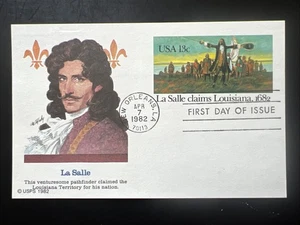 USA 13c
La Salle claims Louisiana, 1682
NEW ORLEANS, LA
APR
7
1982
70113
FIRST DAY OF ISSUE
La Salle
This venturesome pathfinder claimed the
Louisiana Territory for his nation.
© USPS 1982